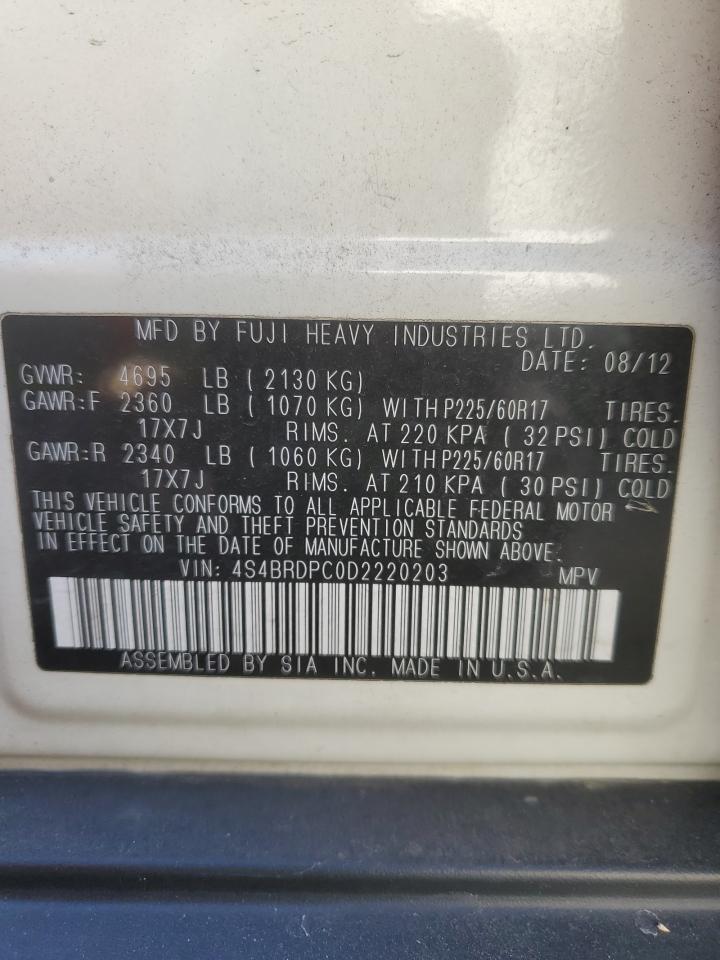 MFD BY FUJI HEAVY INDUSTRIES LTD.
DATE: 08/12
GVWR: 4695 LB ( 2130 KG)
GAWR:F 2360 LB ( 1070 KG) WITH P225/60R17 TIRES.
17X7J RIMS. AT 220 KPA ( 32 PSI) COLD
GAWR:R 2340 LB ( 1060 KG) WITH P225/60R17 TIRES.
17X7J RIMS. AT 210 KPA ( 30 PSI) COLD
THIS VEHICLE CONFORMS TO ALL APPLICABLE FEDERAL MOTOR
VEHICLE SAFETY AND THEFT PREVENTION STANDARDS
IN EFFECT ON THE DATE OF MANUFACTURE SHOWN ABOVE.
VIN: 4S4BRDPC0D2220203 MPV
ASSEMBLED BY SIA INC. MADE IN U.S.A.